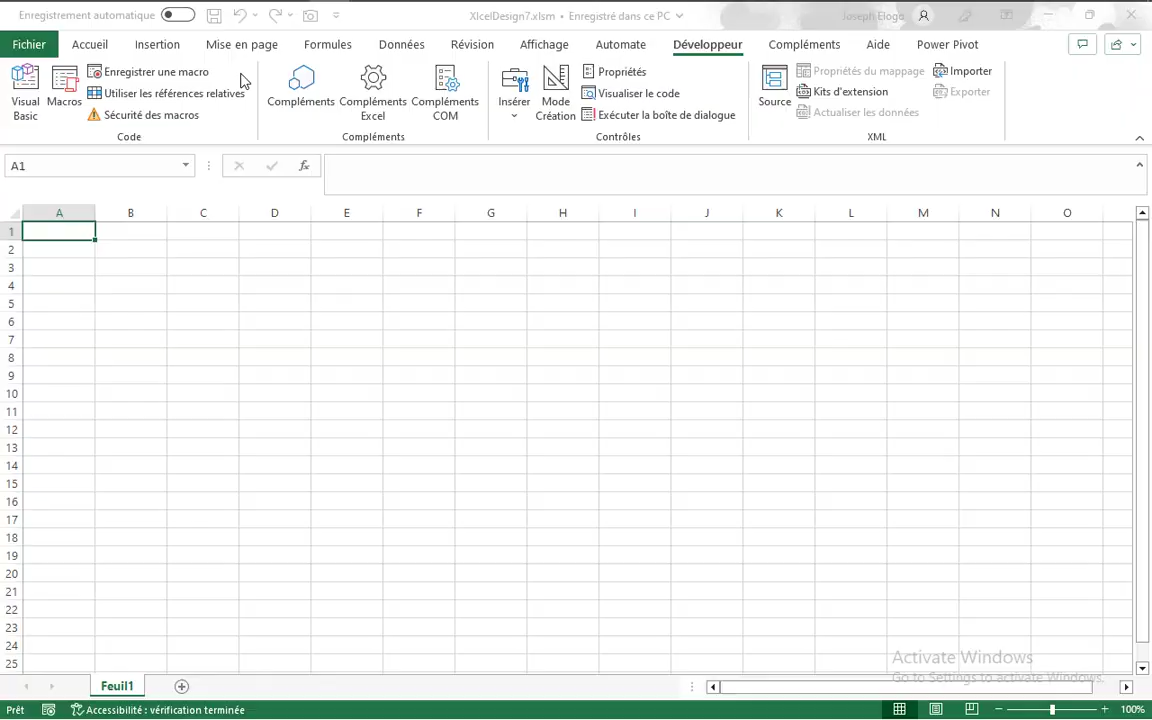 Enregistrement automatique
XlcelDesign7.xlsm • Enregistré dans ce PC
Joseph Elogo
Fichier Accueil Insertion Mise en page Formules Données Révision Affichage Automate Développeur Compléments Aide Power Pivot
Visual Basic
Macros
Enregistrer une macro
Utiliser les références relatives
Sécurité des macros
Code
Compléments
Compléments Excel
Compléments COM
Compléments
Insérer
Mode Création
Propriétés
Visualiser le code
Exécuter la boîte de dialogue
Contrôles
Source
Propriétés du mappage
Kits d'extension
Actualiser les données
Importer
Exporter
XML
A1
fx
A B C D E F G H I J K L M N O
1
2
3
4
5
6
7
8
9
10
11
12
13
14
15
16
17
18
19
20
21
22
23
24
25
Activate Windows
Go to Settings to activate Windows.
Feuil1
Prêt
Accessibilité : vérification terminée
100%